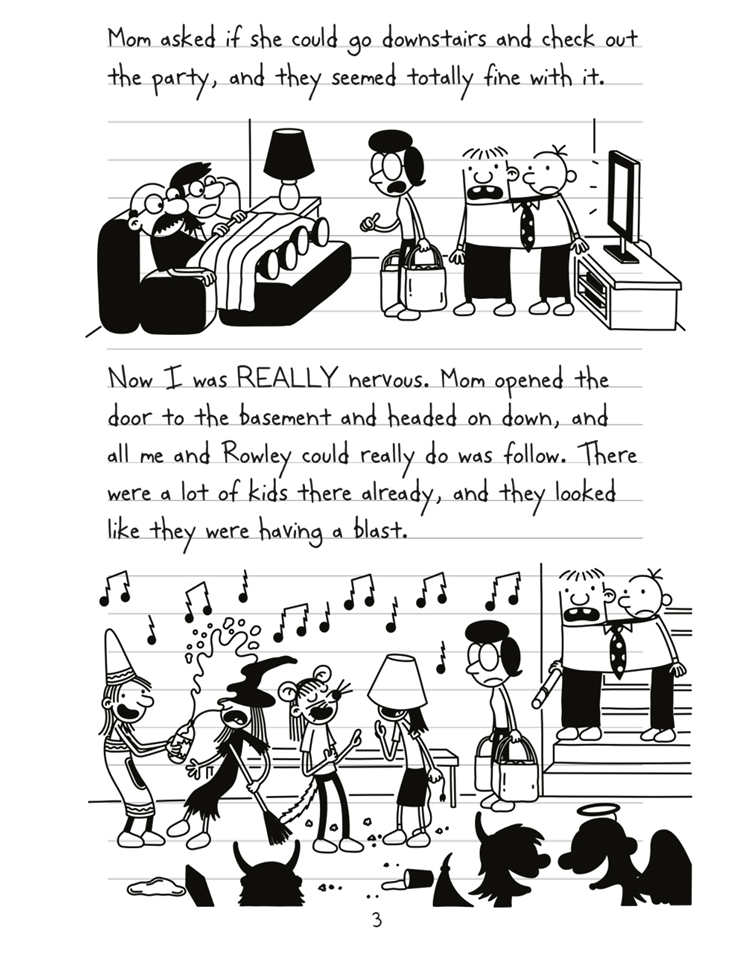 Mom asked if she could go downstairs and check out
the party, and they seemed totally fine with it.
Now I was REALLY nervous. Mom opened the
door to the basement and headed on down, and
all me and Rowley could really do was follow. There
were a lot of kids there already, and they looked
like they were having a blast.
3